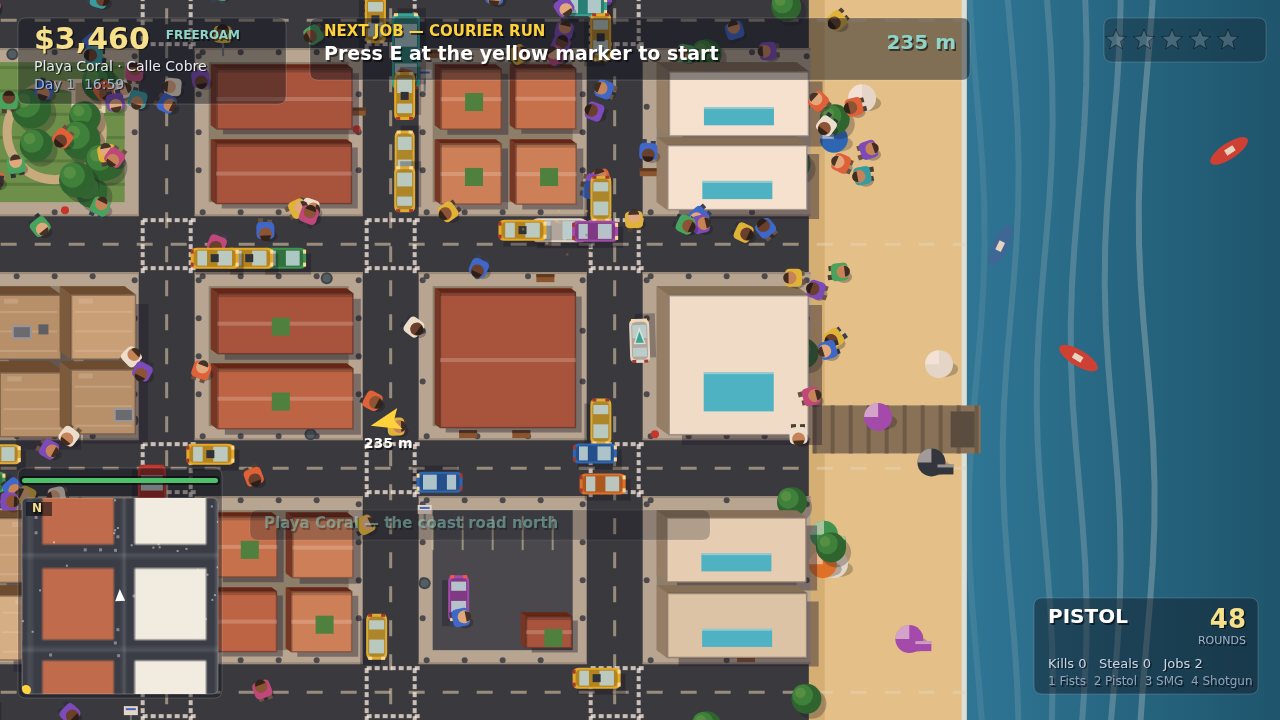 $3,460 FREEROAM
Playa Coral · Calle Cobre
Day 1 16:59
NEXT JOB — COURIER RUN
Press E at the yellow marker to start
235 m
235 m
Playa Coral — the coast road north
N
PISTOL
48
ROUNDS
Kills 0 Steals 0 Jobs 2
1 Fists 2 Pistol 3 SMG 4 Shotgun